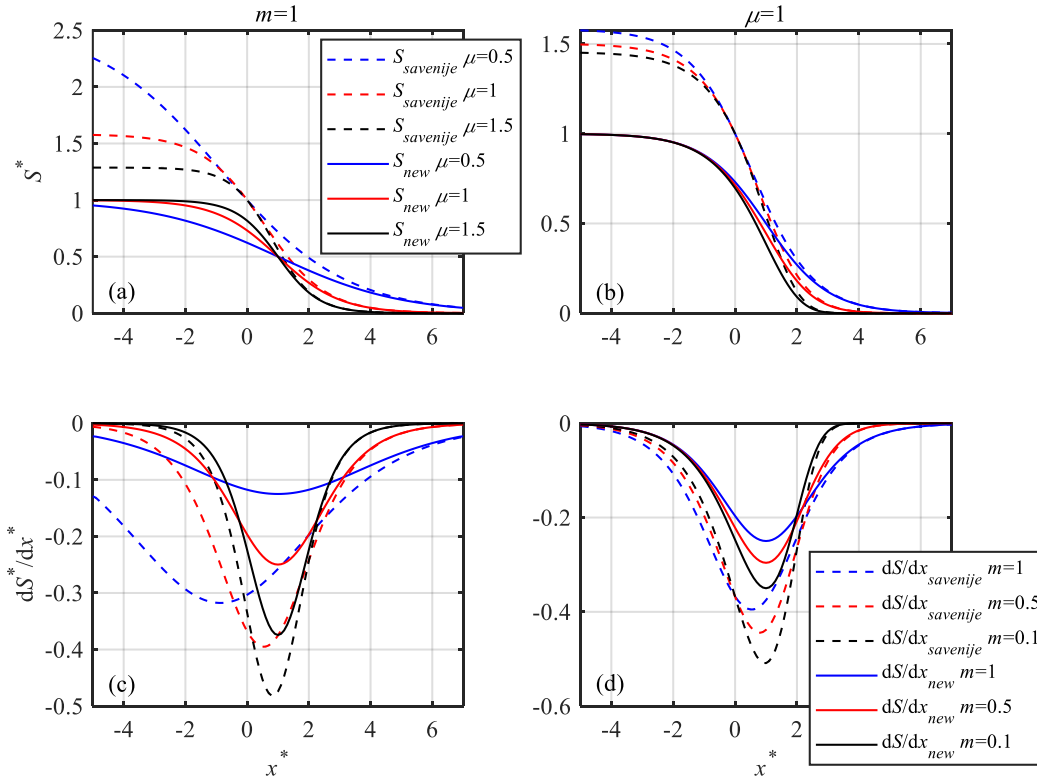 m=1
2.5
2
1.5
1
0.5
0
S*
-4 -2 0 2 4 6
(a)
S_savenije μ=0.5
S_savenije μ=1
S_savenije μ=1.5
S_new μ=0.5
S_new μ=1
S_new μ=1.5
μ=1
1.5
1
0.5
0
-4 -2 0 2 4 6
(b)
0
-0.1
-0.2
-0.3
-0.4
-0.5
dS*/dx*
-4 -2 0 2 4 6
x*
(c)
0
-0.2
-0.4
-0.6
-4 -2 0 2 4 6
x*
(d)
dS/dx_savenije m=1
dS/dx_savenije m=0.5
dS/dx_savenije m=0.1
dS/dx_new m=1
dS/dx_new m=0.5
dS/dx_new m=0.1